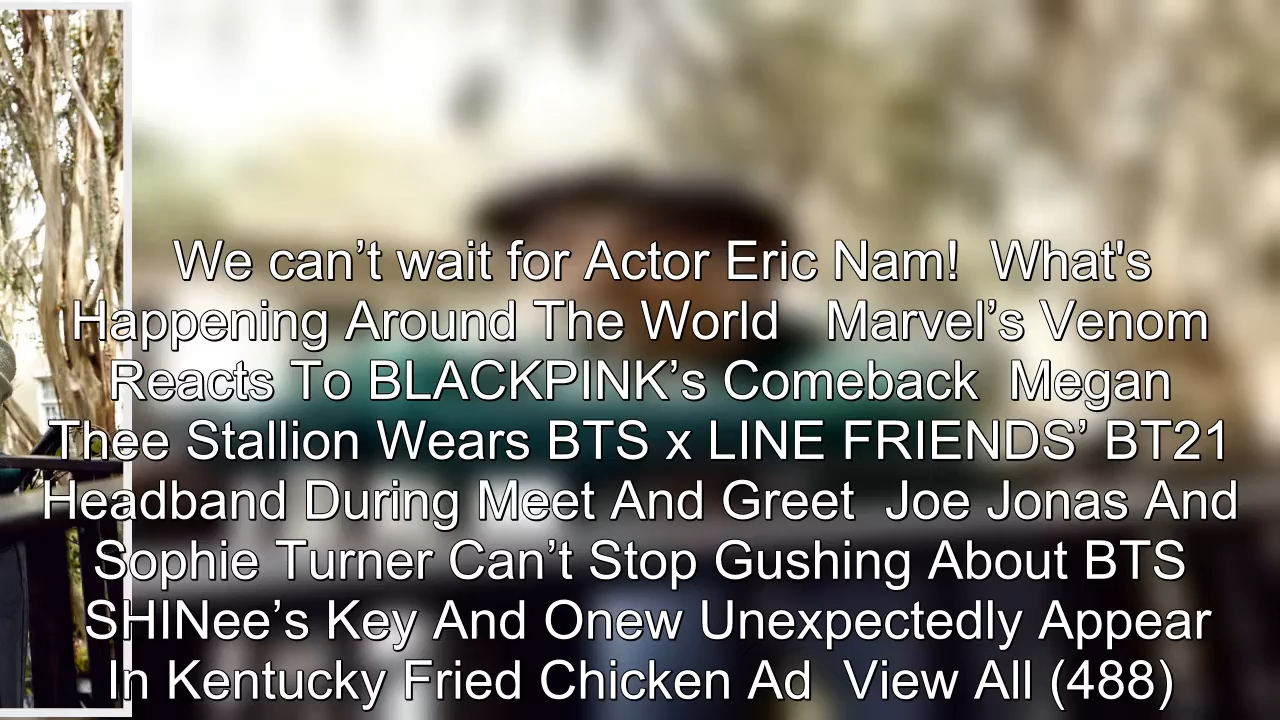 We can’t wait for Actor Eric Nam!  What's
Happening Around The World   Marvel’s Venom
Reacts To BLACKPINK’s Comeback  Megan
Thee Stallion Wears BTS x LINE FRIENDS’ BT21
Headband During Meet And Greet  Joe Jonas And
Sophie Turner Can’t Stop Gushing About BTS
SHINee’s Key And Onew Unexpectedly Appear
In Kentucky Fried Chicken Ad  View All (488)